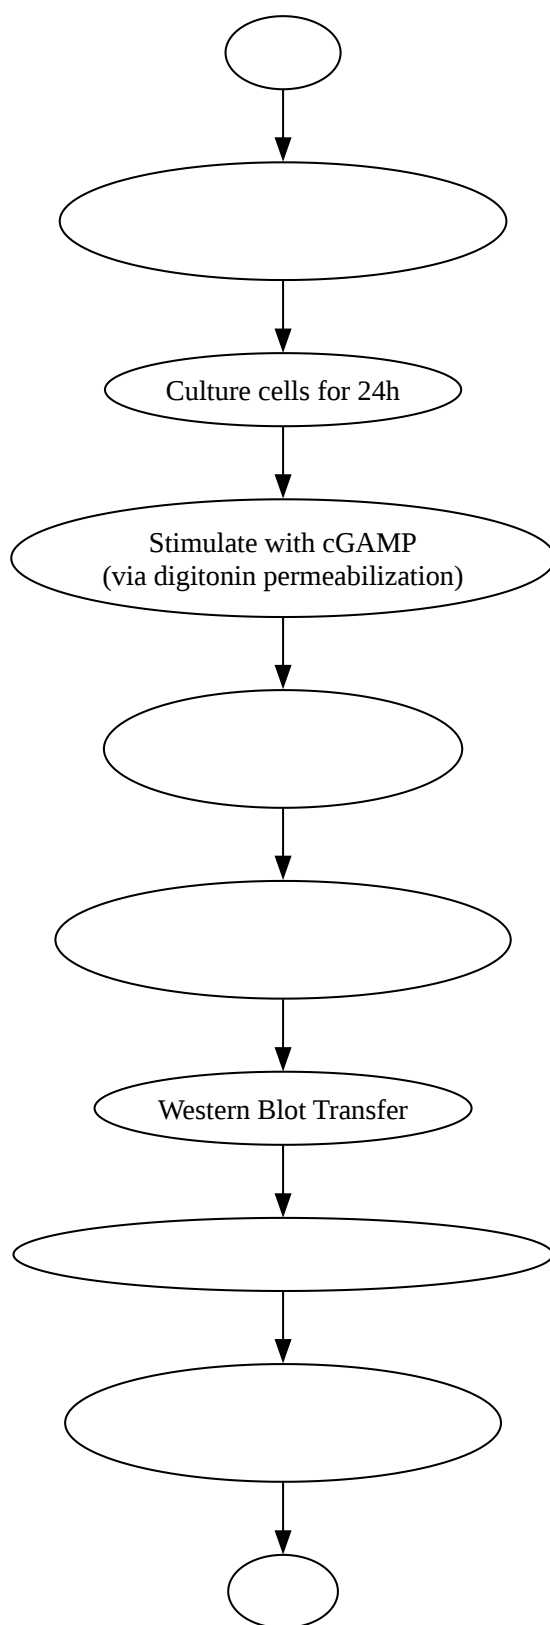 Culture cells for 24h
Stimulate with cGAMP
(via digitonin permeabilization)
Western Blot Transfer